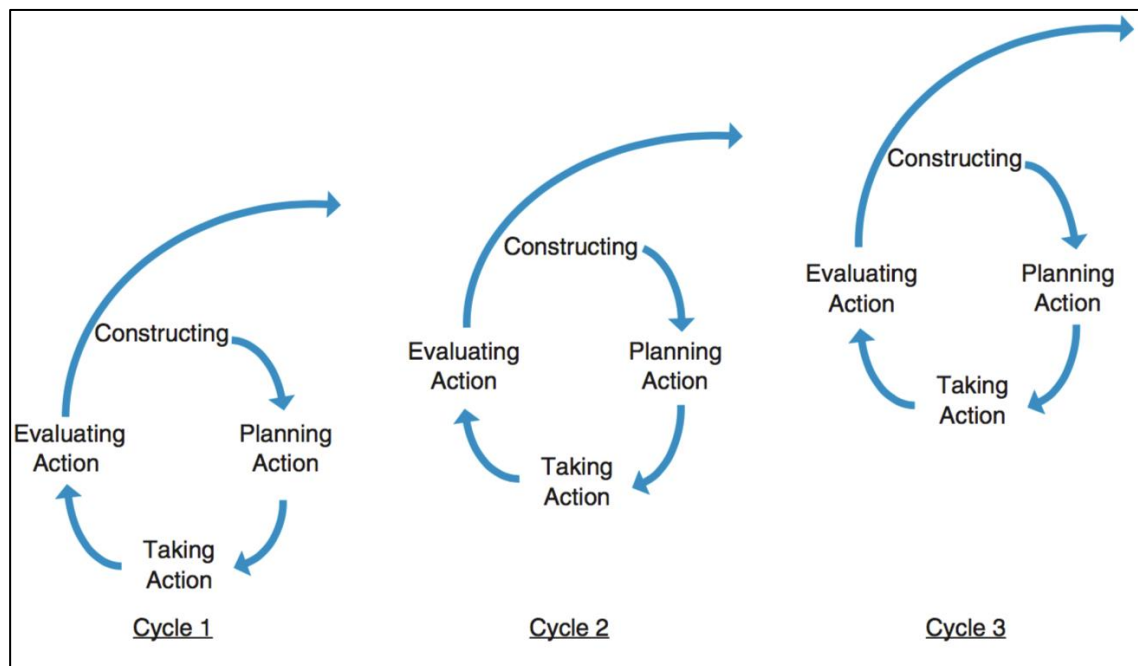 Constructing
Evaluating
Action
Planning
Action
Taking
Action
Cycle 1
Constructing
Evaluating
Action
Planning
Action
Taking
Action
Cycle 2
Constructing
Evaluating
Action
Planning
Action
Taking
Action
Cycle 3